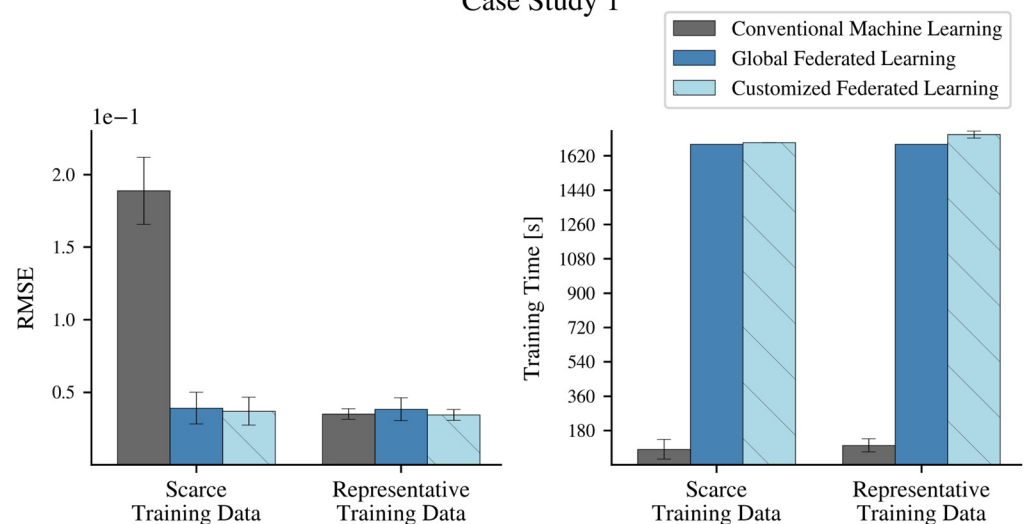 Case Study 1
Conventional Machine Learning
Global Federated Learning
Customized Federated Learning
1e−1
2.0
1.5
1.0
0.5
RMSE
Scarce
Training Data
Representative
Training Data
1620
1440
1260
1080
900
720
540
360
180
Training Time [s]
Scarce
Training Data
Representative
Training Data